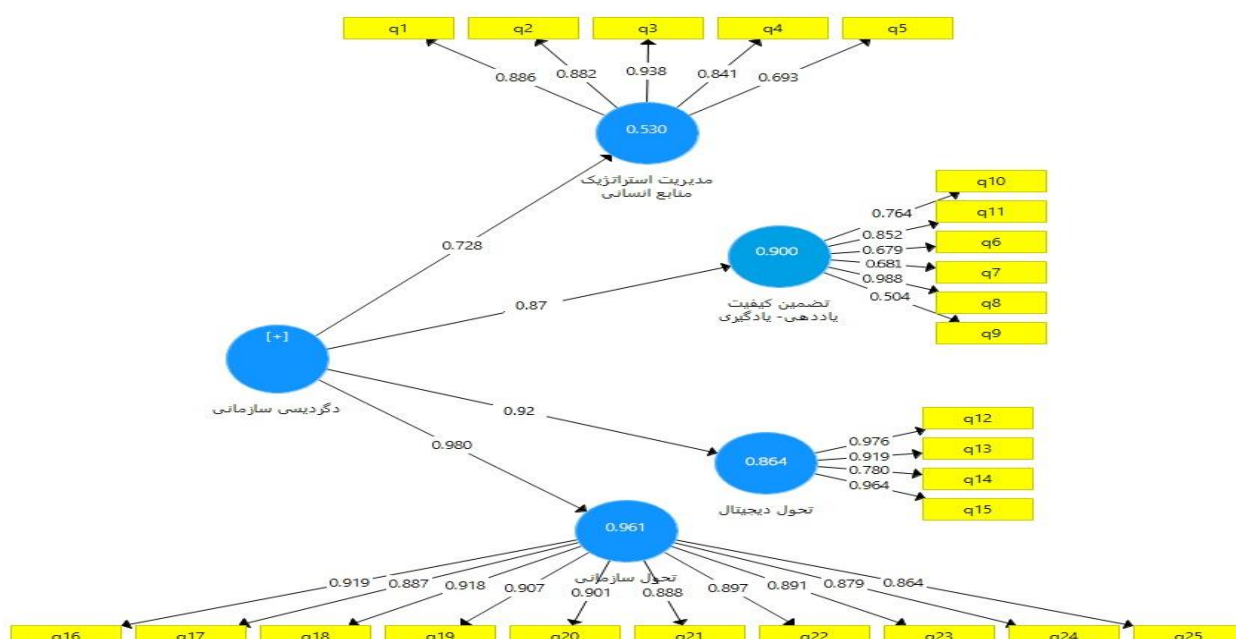 q1 q2 q3 q4 q5
0.886 0.882 0.938 0.841 0.693
0.530
مدیریت استراتژیک
منابع انسانی
0.728
q10
0.764
q11
0.852
q6
0.679
0.900
q7
0.681
q8
0.988
q9
0.504
تضمین کیفیت
یاددهی- یادگیری
0.87
[+]
دگردیسی سازمانی
0.92
0.980
q12
0.976
q13
0.919
0.864
q14
0.780
q15
0.964
تحول دیجیتال
0.961
تحول سازمانی
0.919 0.887 0.918 0.907 0.901 0.888 0.897 0.891 0.879 0.864
q16 q17 q18 q19 q20 q21 q22 q23 q24 q25